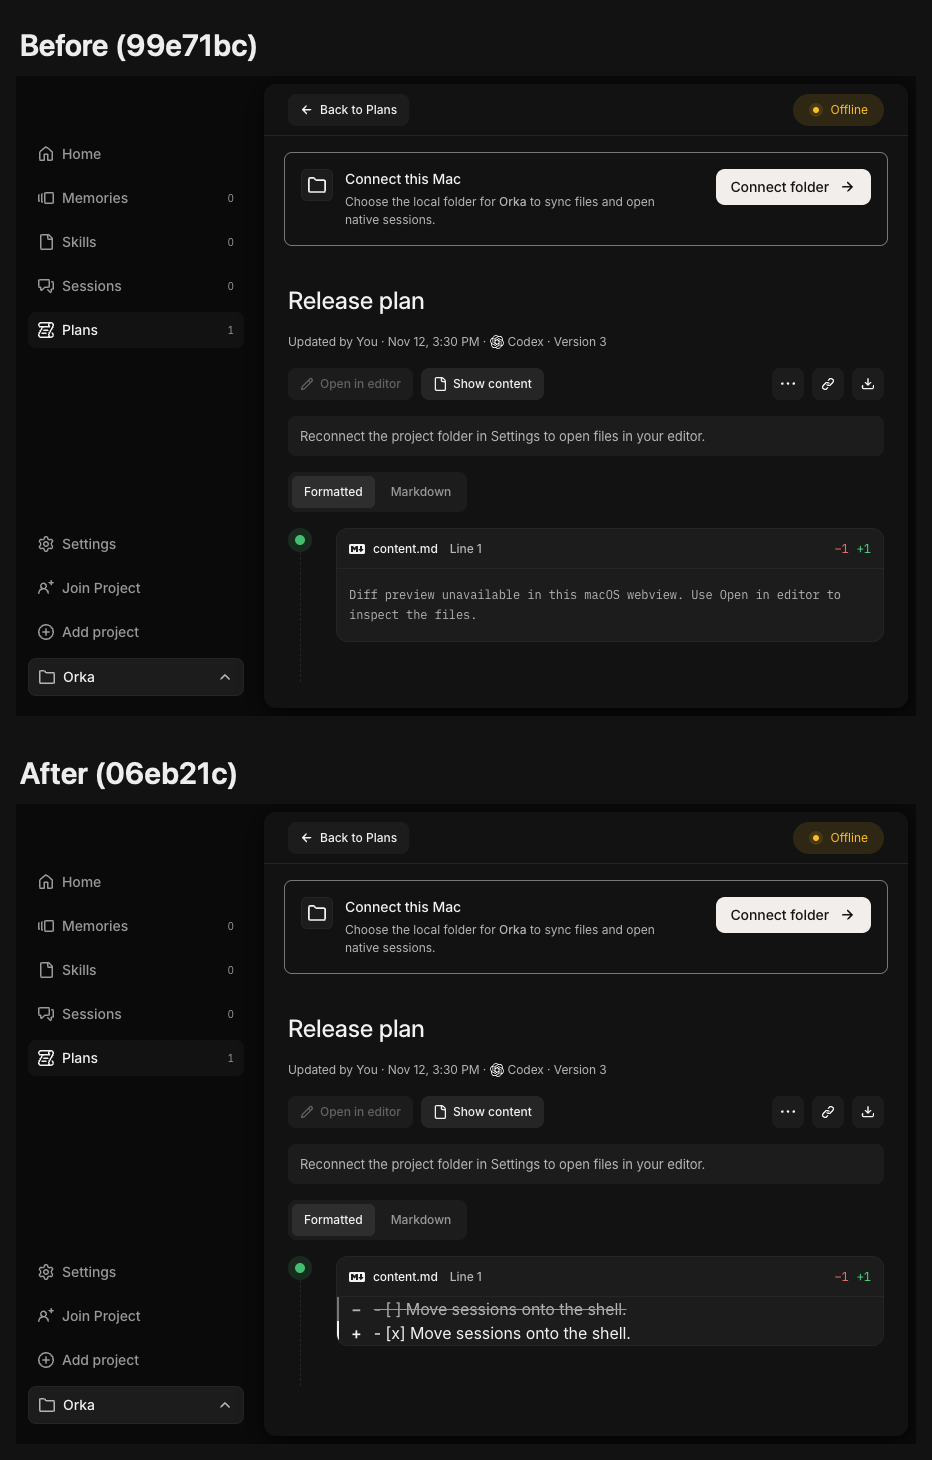 Before (99e71bc)
Back to Plans
Offline
Home
Memories 0
Skills 0
Sessions 0
Plans 1
Settings
Join Project
Add project
Orka
Connect this Mac
Choose the local folder for Orka to sync files and open
native sessions.
Connect folder
Release plan
Updated by You · Nov 12, 3:30 PM · Codex · Version 3
Open in editor
Show content
Reconnect the project folder in Settings to open files in your editor.
Formatted
Markdown
content.md Line 1 −1 +1
Diff preview unavailable in this macOS webview. Use Open in editor to
inspect the files.
After (06eb21c)
Back to Plans
Offline
Home
Memories 0
Skills 0
Sessions 0
Plans 1
Settings
Join Project
Add project
Orka
Connect this Mac
Choose the local folder for Orka to sync files and open
native sessions.
Connect folder
Release plan
Updated by You · Nov 12, 3:30 PM · Codex · Version 3
Open in editor
Show content
Reconnect the project folder in Settings to open files in your editor.
Formatted
Markdown
content.md Line 1 −1 +1
− - [ ] Move sessions onto the shell.
+ - [x] Move sessions onto the shell.